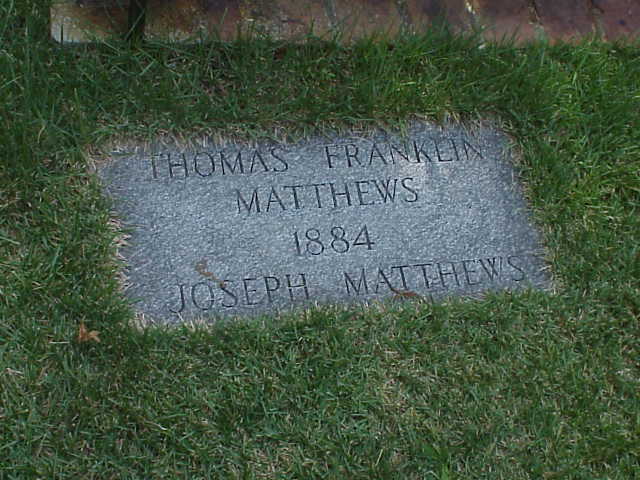 THOMAS FRANKLIN
MATTHEWS
1884
JOSEPH MATTHEWS